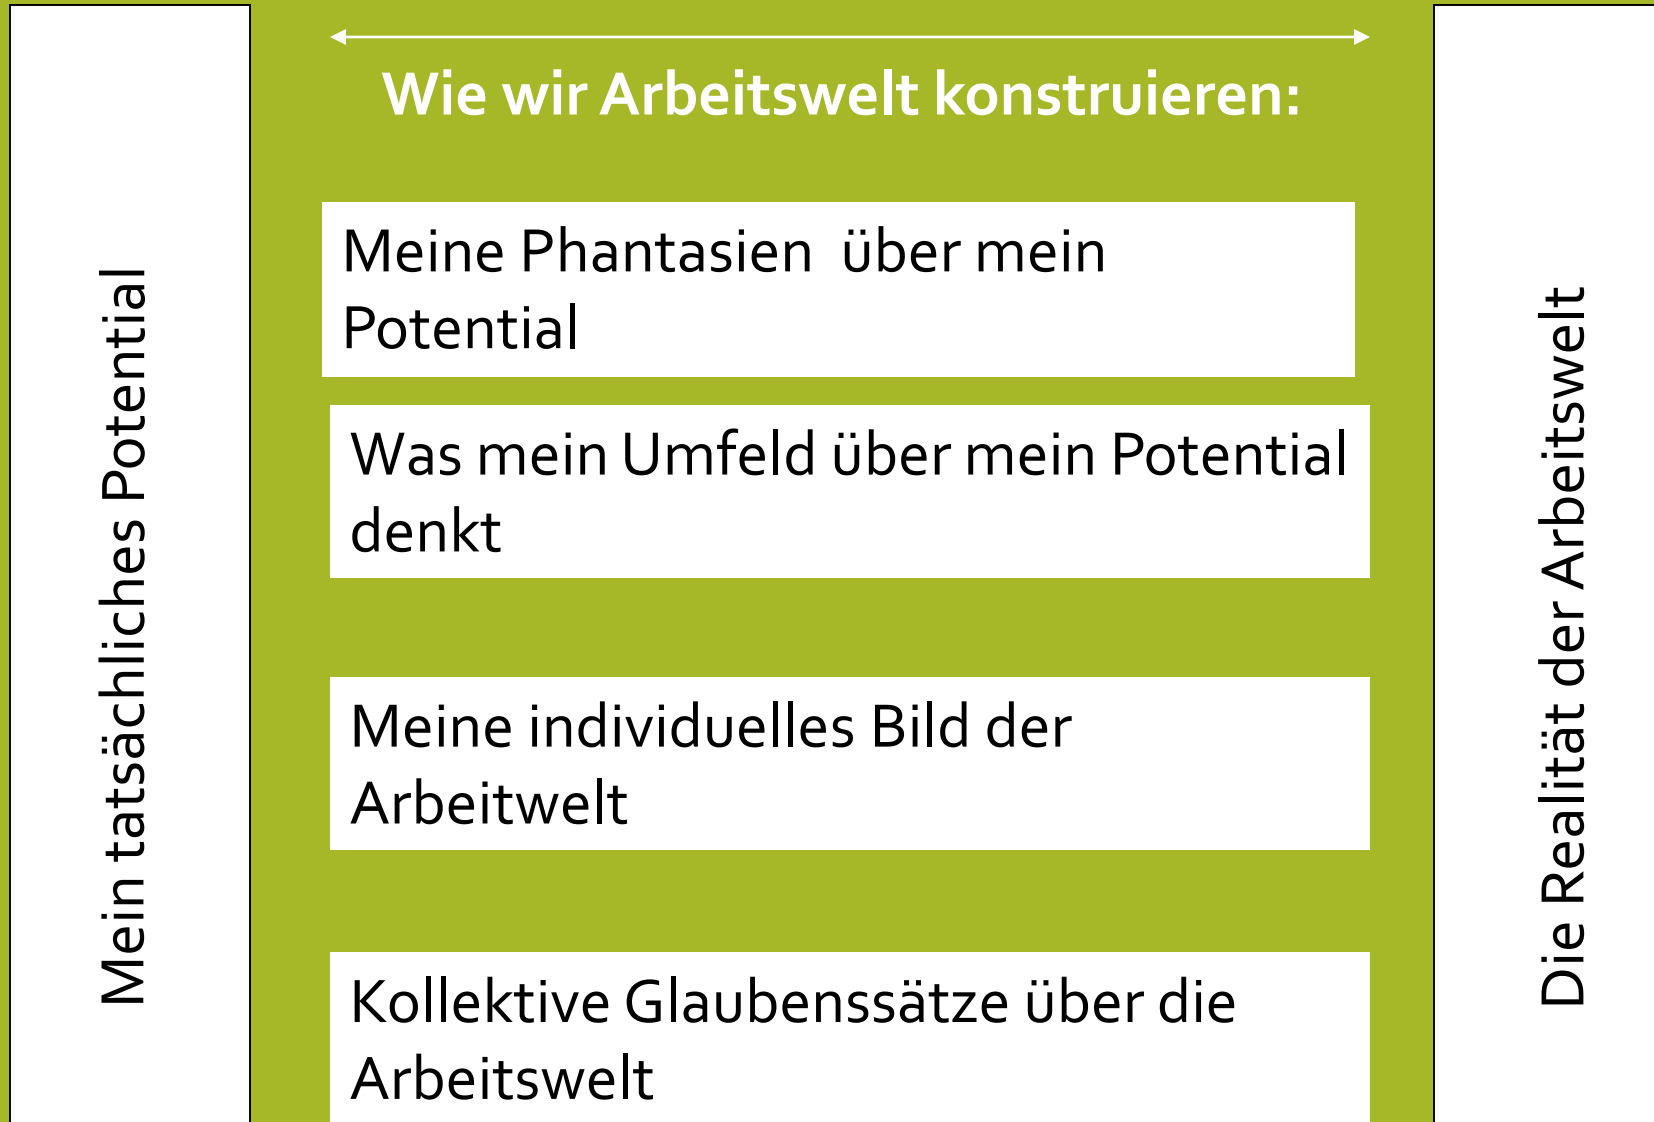 Mein tatsächliches Potential
Wie wir Arbeitswelt konstruieren:
Meine Phantasien  über mein
Potential
Was mein Umfeld über mein Potential
denkt
Meine individuelles Bild der
Arbeitwelt
Kollektive Glaubenssätze über die
Arbeitswelt
Die Realität der Arbeitswelt